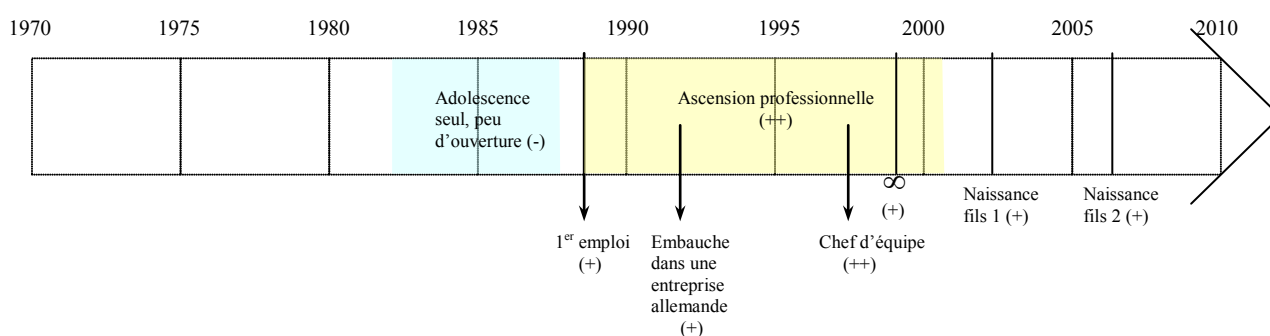 1970 1975 1980 1985 1990 1995 2000 2005 2010
Adolescence
seul, peu
d'ouverture (-)
Ascension professionnelle
(++)
∞
(+)
Naissance
fils 1 (+)
Naissance
fils 2 (+)
1er emploi
(+)
Embauche
dans une
entreprise
allemande
(+)
Chef d'équipe
(++)